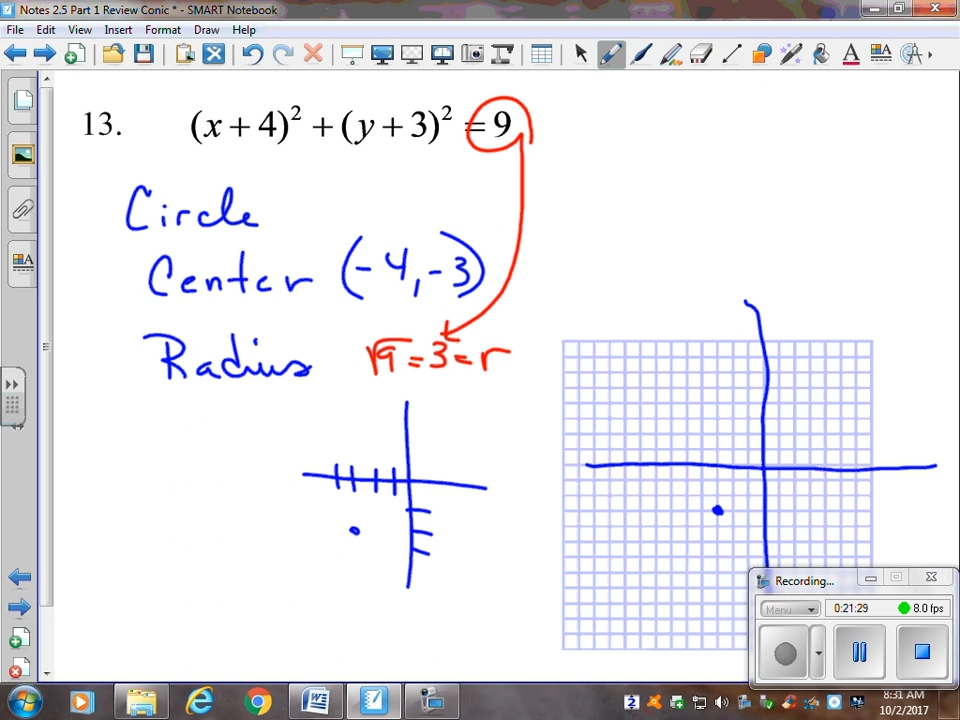 Notes 2.5 Part 1 Review Conic * - SMART Notebook
File Edit View Insert Format Draw Help
13. (x + 4)² + (y + 3)² = 9
Circle
Center (-4, -3)
Radius √9 = 3 = r
Recording...
Menu 0:21:29 8.0 fps
8:31 AM
10/2/2017